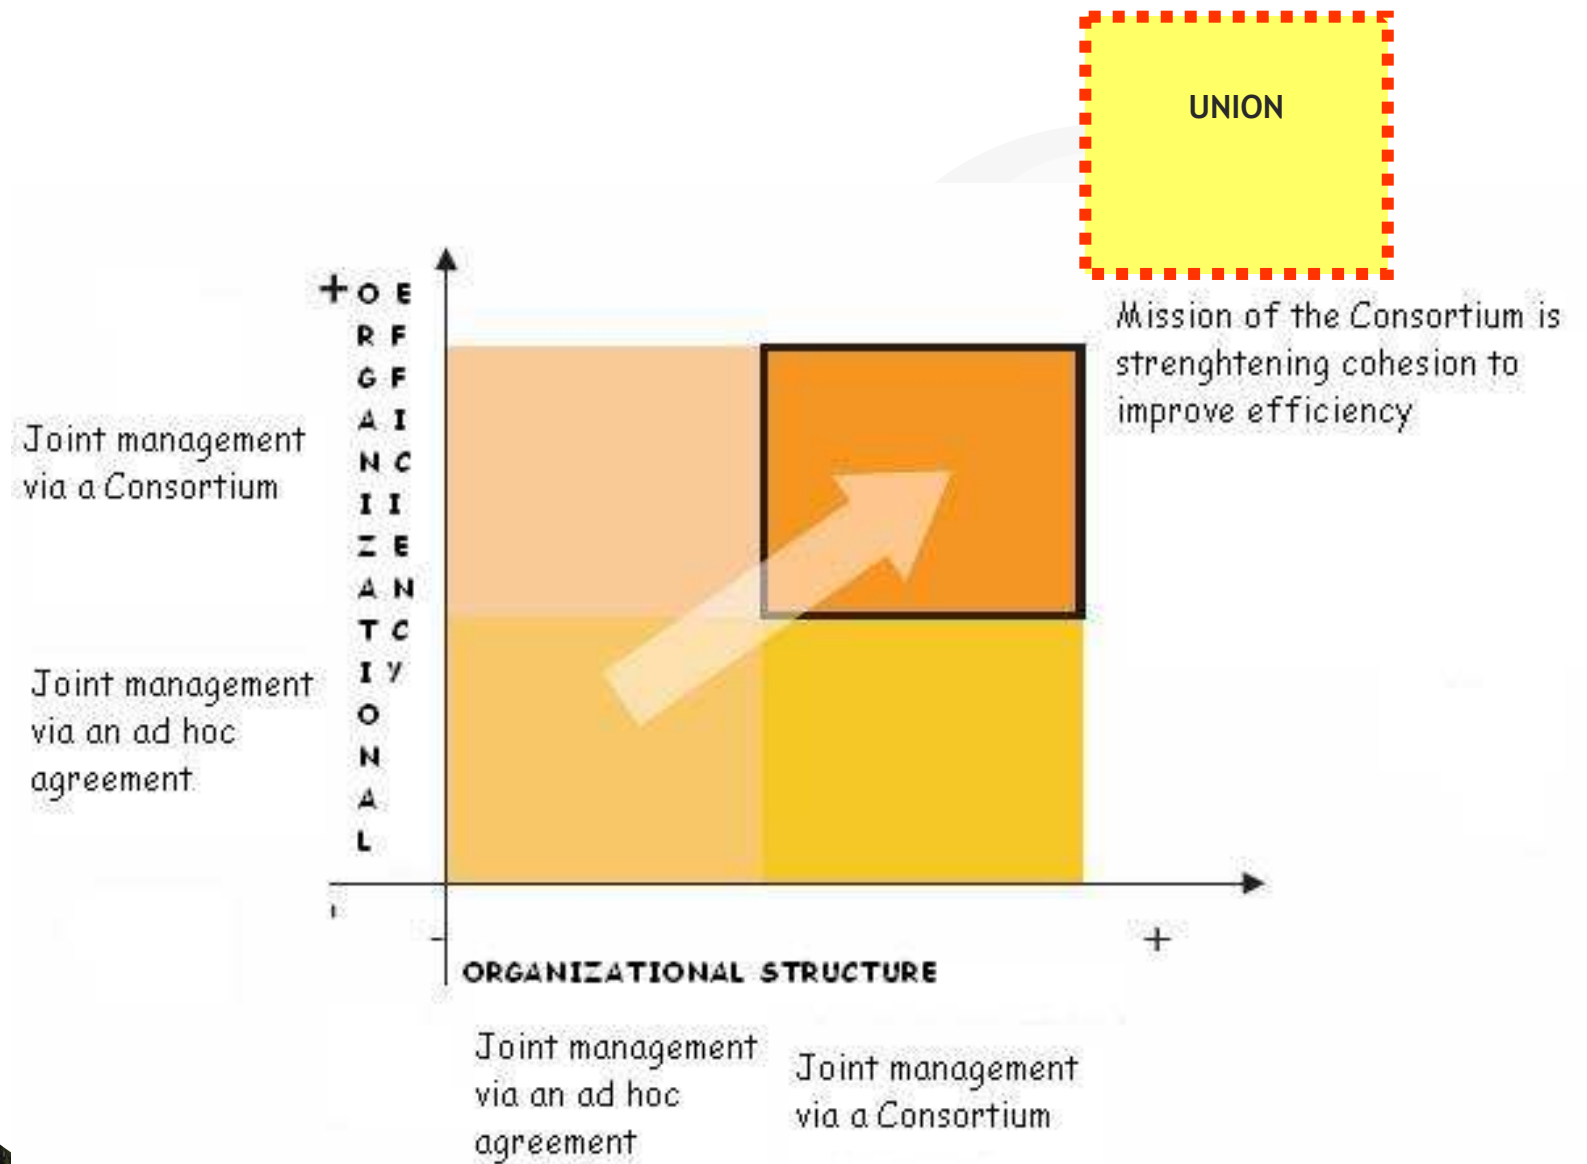 UNION
Mission of the Consortium is
strenghtening cohesion to
improve efficiency
+
ORGANIZATIONAL
EFFICIENCY
Joint management
via a Consortium
Joint management
via an ad hoc
agreement
-
-
+
ORGANIZATIONAL STRUCTURE
Joint management
via an ad hoc
agreement
Joint management
via a Consortium